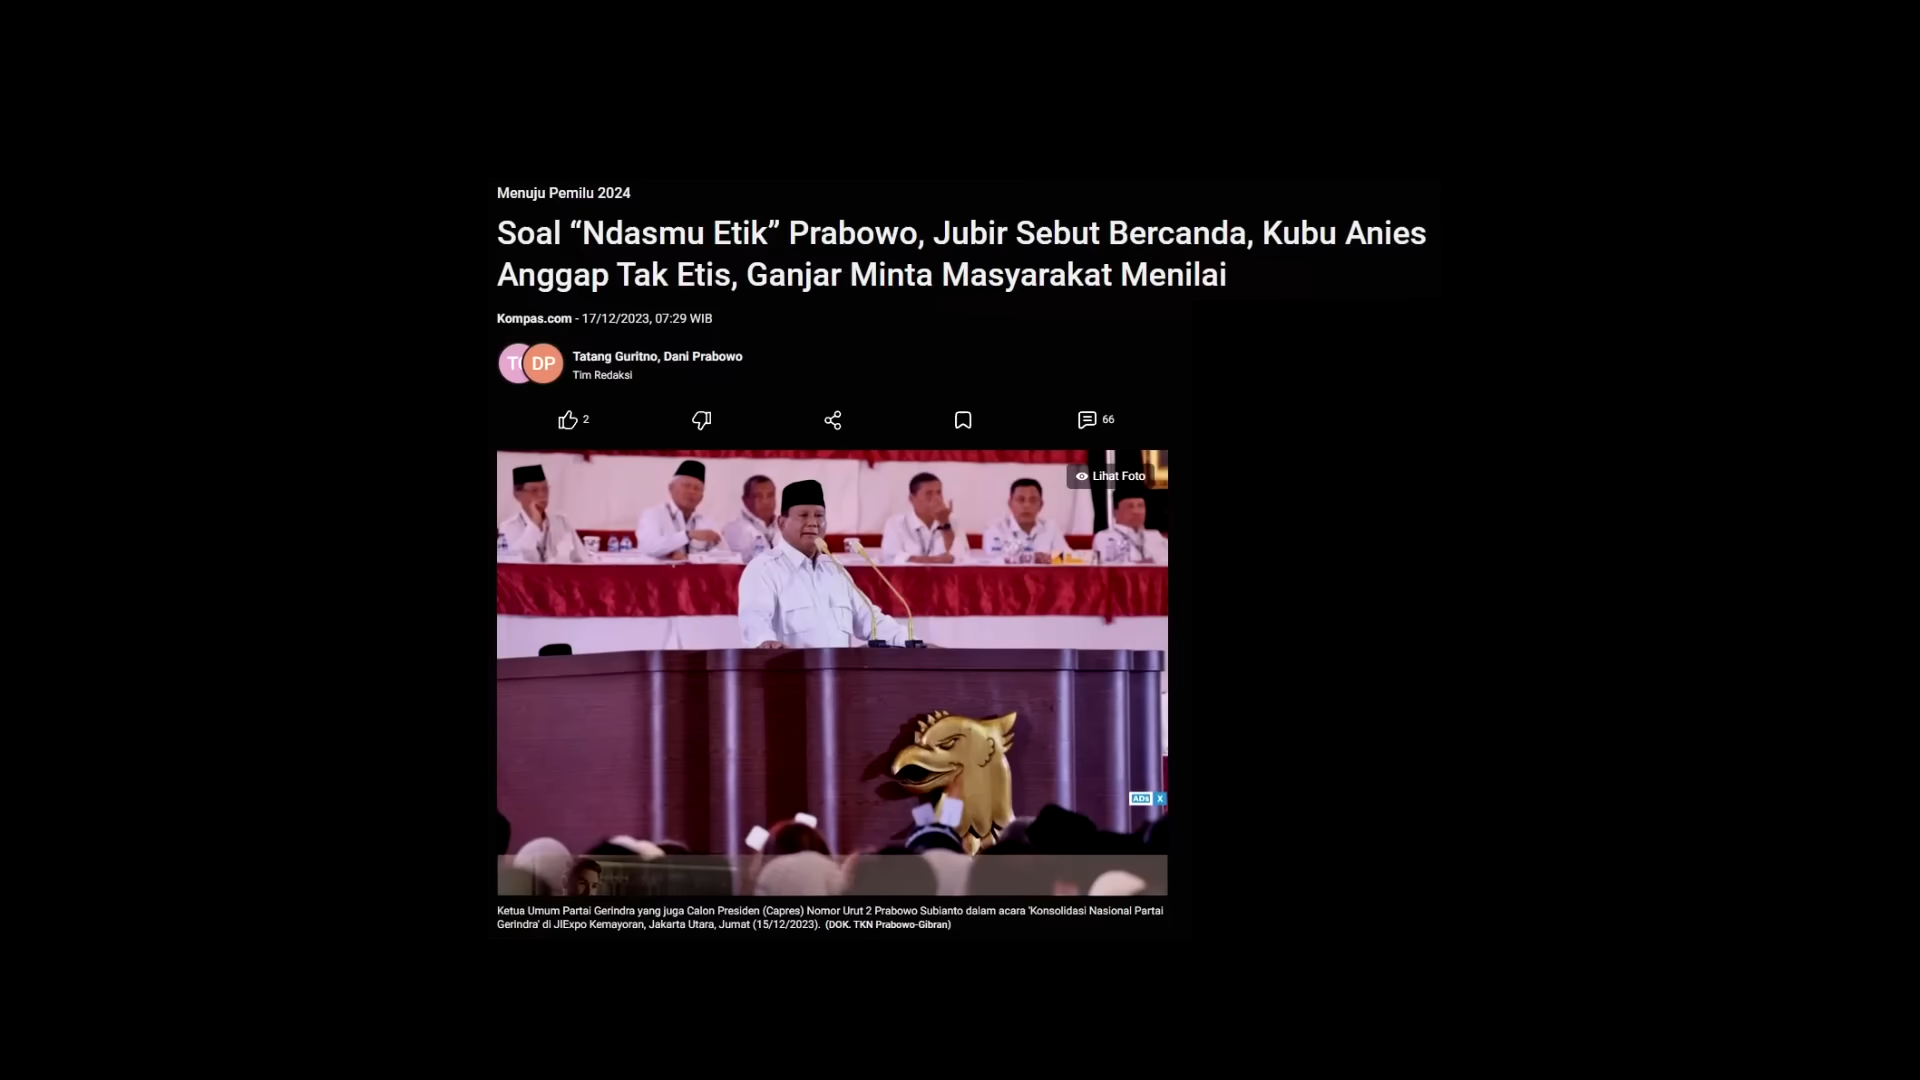 Menuju Pemilu 2024
Soal “Ndasmu Etik” Prabowo, Jubir Sebut Bercanda, Kubu Anies
Anggap Tak Etis, Ganjar Minta Masyarakat Menilai
Kompas.com - 17/12/2023, 07:29 WIB
DP
Tatang Guritno, Dani Prabowo
Tim Redaksi
2
66
Lihat Foto
ADS X
Ketua Umum Partai Gerindra yang juga Calon Presiden (Capres) Nomor Urut 2 Prabowo Subianto dalam acara 'Konsolidasi Nasional Partai
Gerindra' di JIExpo Kemayoran, Jakarta Utara, Jumat (15/12/2023). (DOK. TKN Prabowo-Gibran)